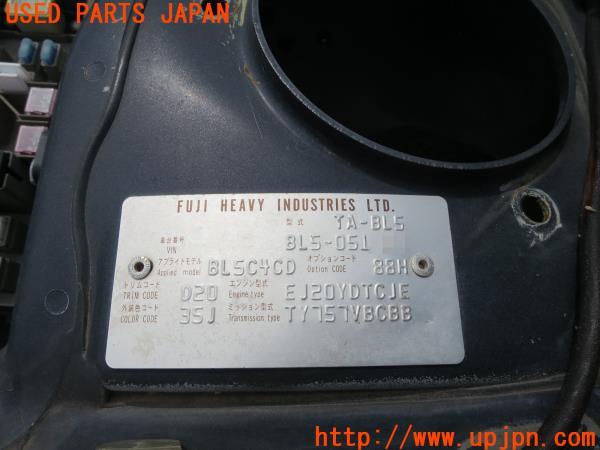 USED PARTS JAPAN
FUJI HEAVY INDUSTRIES LTD.
型式 TA-BL5
車台番号 VIN BL5-051
アプライドモデル Applied model BL5C4CD オプションコード Option CODE 88H
トリムコード TRIM CODE D20 エンジン型式 Engine type EJ20YDTCJE
外装色コード COLOR CODE 35J ミッション型式 Transmission type TY757VBCBB
http://www.upjpn.com/